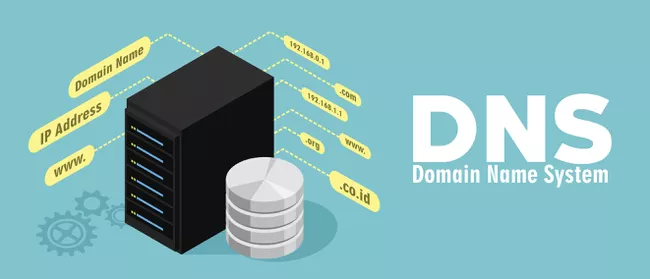 Domain Name
IP Address
www.
192.168.0.1
.com
192.168.1.1
www.
.org
.co.id
DNS
Domain Name System